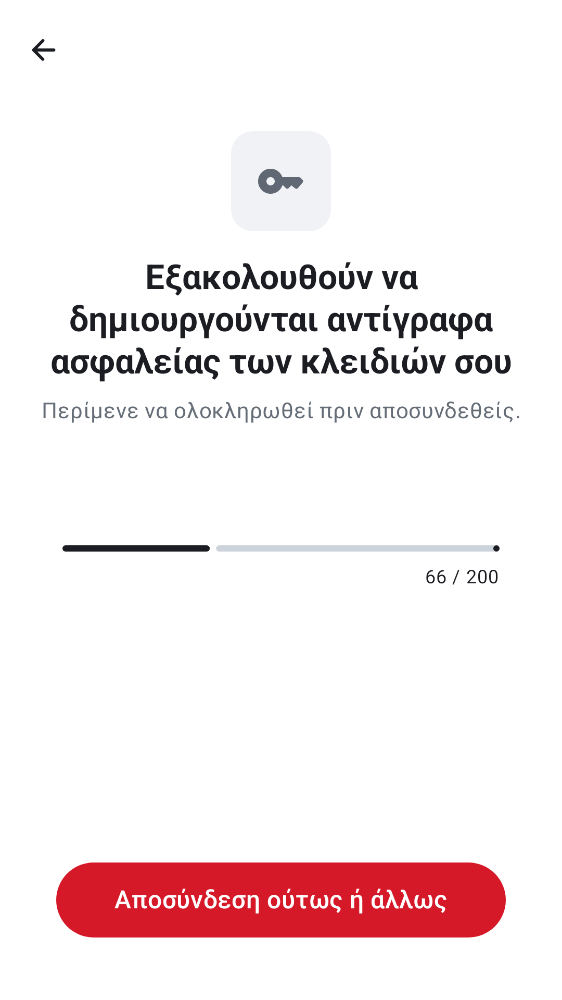 Εξακολουθούν να
δημιουργούνται αντίγραφα
ασφαλείας των κλειδιών σου
Περίμενε να ολοκληρωθεί πριν αποσυνδεθείς.
66 / 200
Αποσύνδεση ούτως ή άλλως